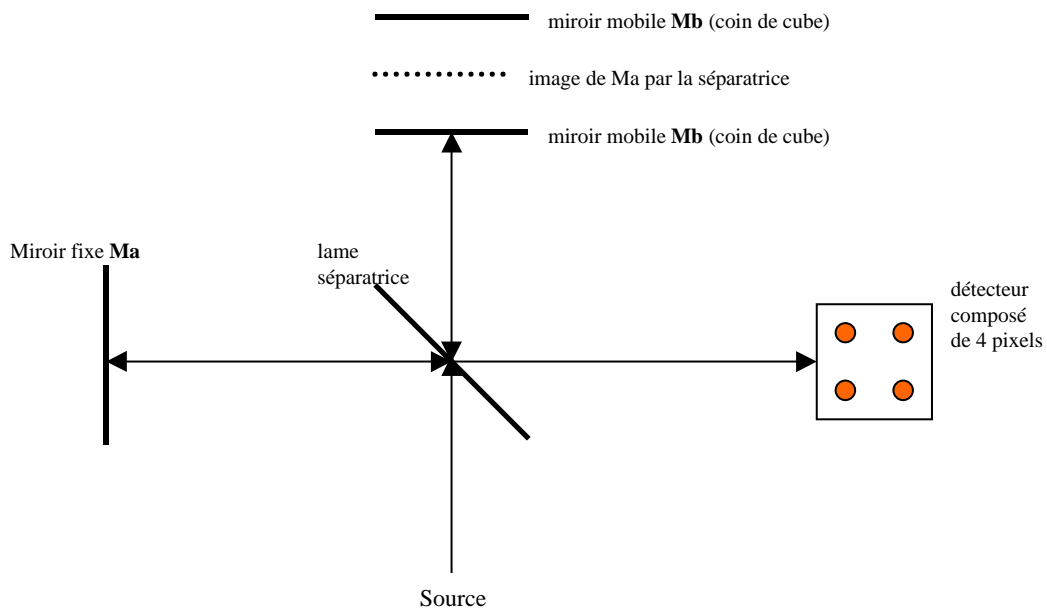 miroir mobile Mb (coin de cube)
image de Ma par la séparatrice
miroir mobile Mb (coin de cube)
Miroir fixe Ma
lame
séparatrice
détecteur
composé
de 4 pixels
Source